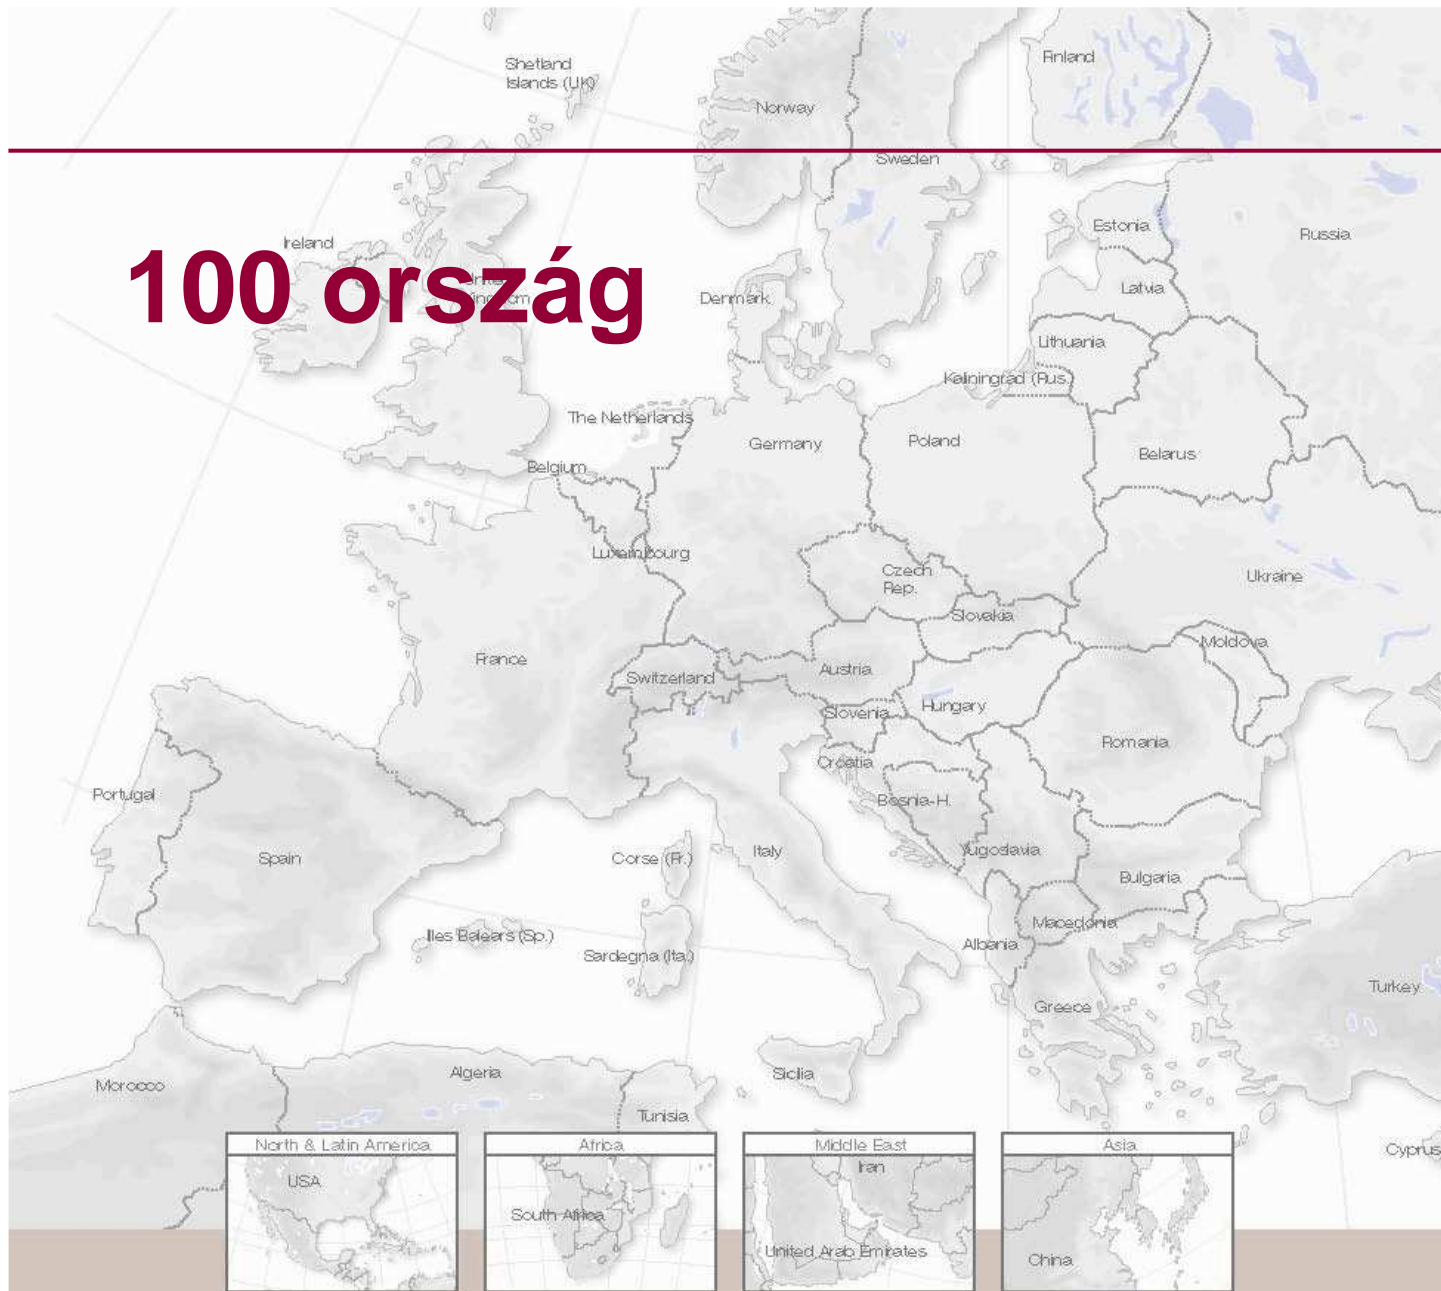 Shetland
Islands (UK)
Finland
Norway
Sweden
Estonia
Russia
Ireland
100 ország
Denmark
Latvia
Lithuania
Kaliningrad (Rus.)
The Netherlands
Germany
Poland
Belgium
Belarus
Luxembourg
Czech
Rep.
Ukraine
Slovakia
Moldova
France
Switzerland
Austria
Slovenia
Hungary
Romania
Croatia
Portugal
Bosnia-H.
Spain
Corse (Fr.)
Italy
Yugoslavia
Bulgaria
Macedonia
Illes Balears (Sp.)
Albania
Sardegna (Ita.)
Turkey
Greece
Morocco
Algeria
Sicilia
Tunisia
Cyprus
North & Latin America
USA
Africa
South Africa
Middle East
Iran
United Arab Emirates
Asia
China